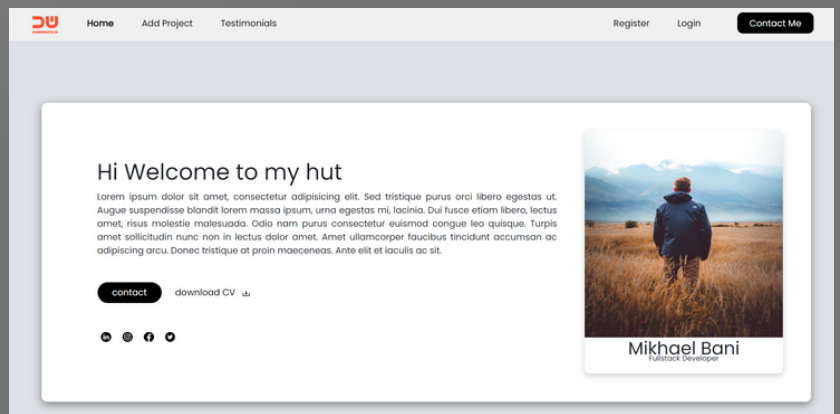 Home Add Project Testimonials Register Login Contact Me
Hi Welcome to my hut
Lorem ipsum dolor sit amet, consectetur adipisicing elit. Sed tristique purus orci libero egestas ut.
Augue suspendisse blandit lorem massa ipsum, urna egestas mi, lacinia. Dui fusce etiam libero, lectus
amet, risus molestie malesuada. Odio nam purus consectetur euismod congue leo quisque. Turpis
amet sollicitudin nunc non in lectus dolor amet. Amet ullamcorper faucibus tincidunt accumsan ac
adipiscing arcu. Donec tristique at proin maeceneas. Ante elit et iaculis ac sit.
contact download CV
Mikhael Bani
Fullstack Developer